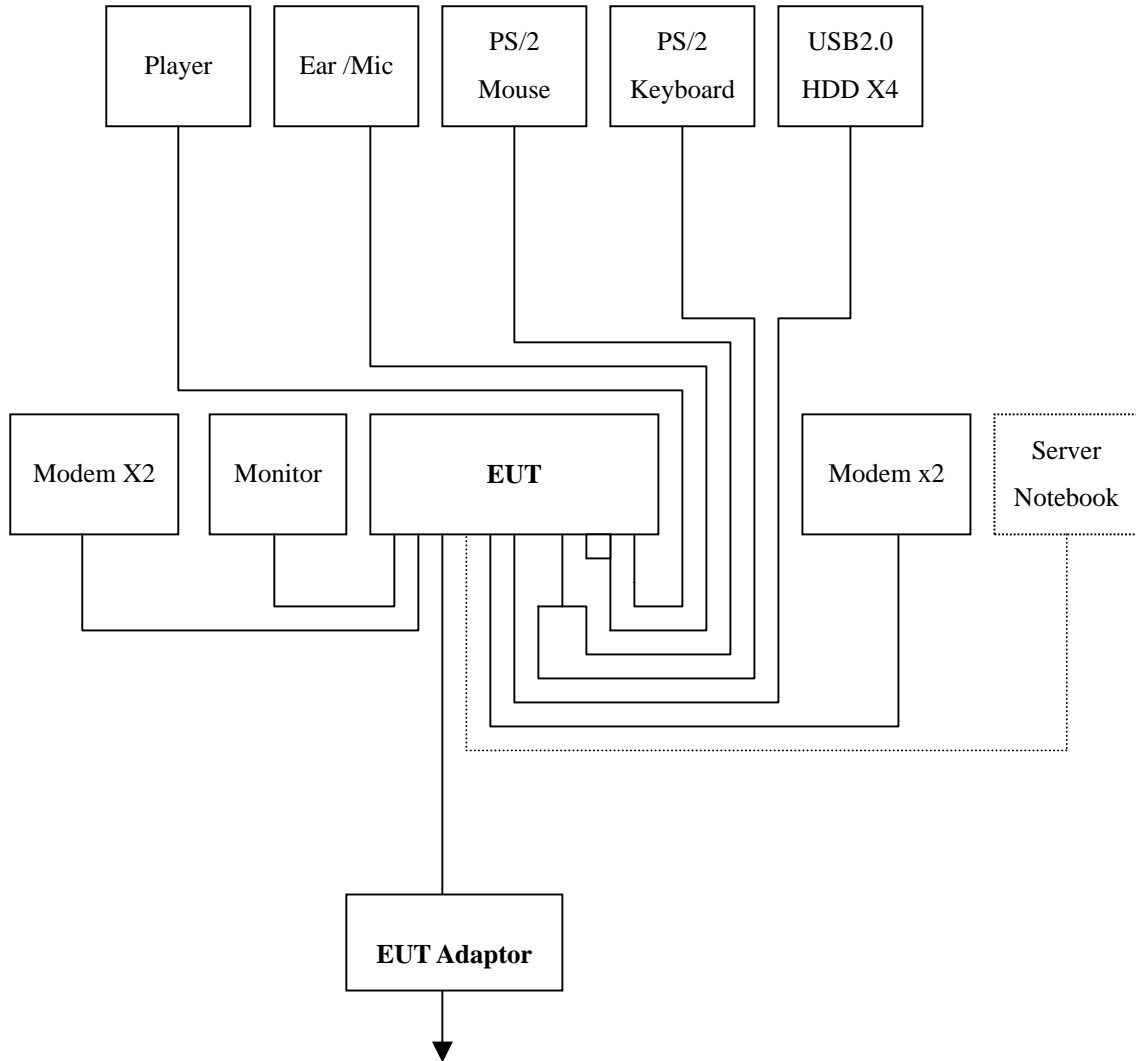 Player
Ear /Mic
PS/2
Mouse
PS/2
Keyboard
USB2.0
HDD X4
Modem X2
Monitor
EUT
Modem x2
Server
Notebook
EUT Adaptor